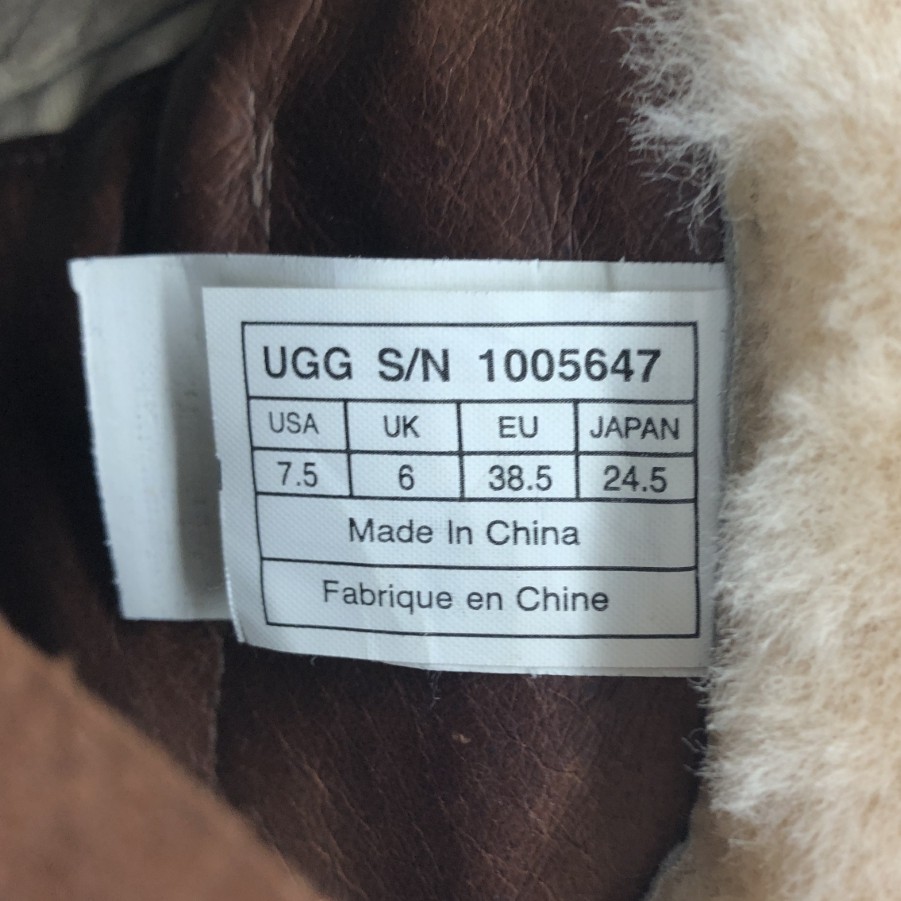 UGG S/N 1005647
USA UK EU JAPAN
7.5 6 38.5 24.5
Made In China
Fabrique en Chine